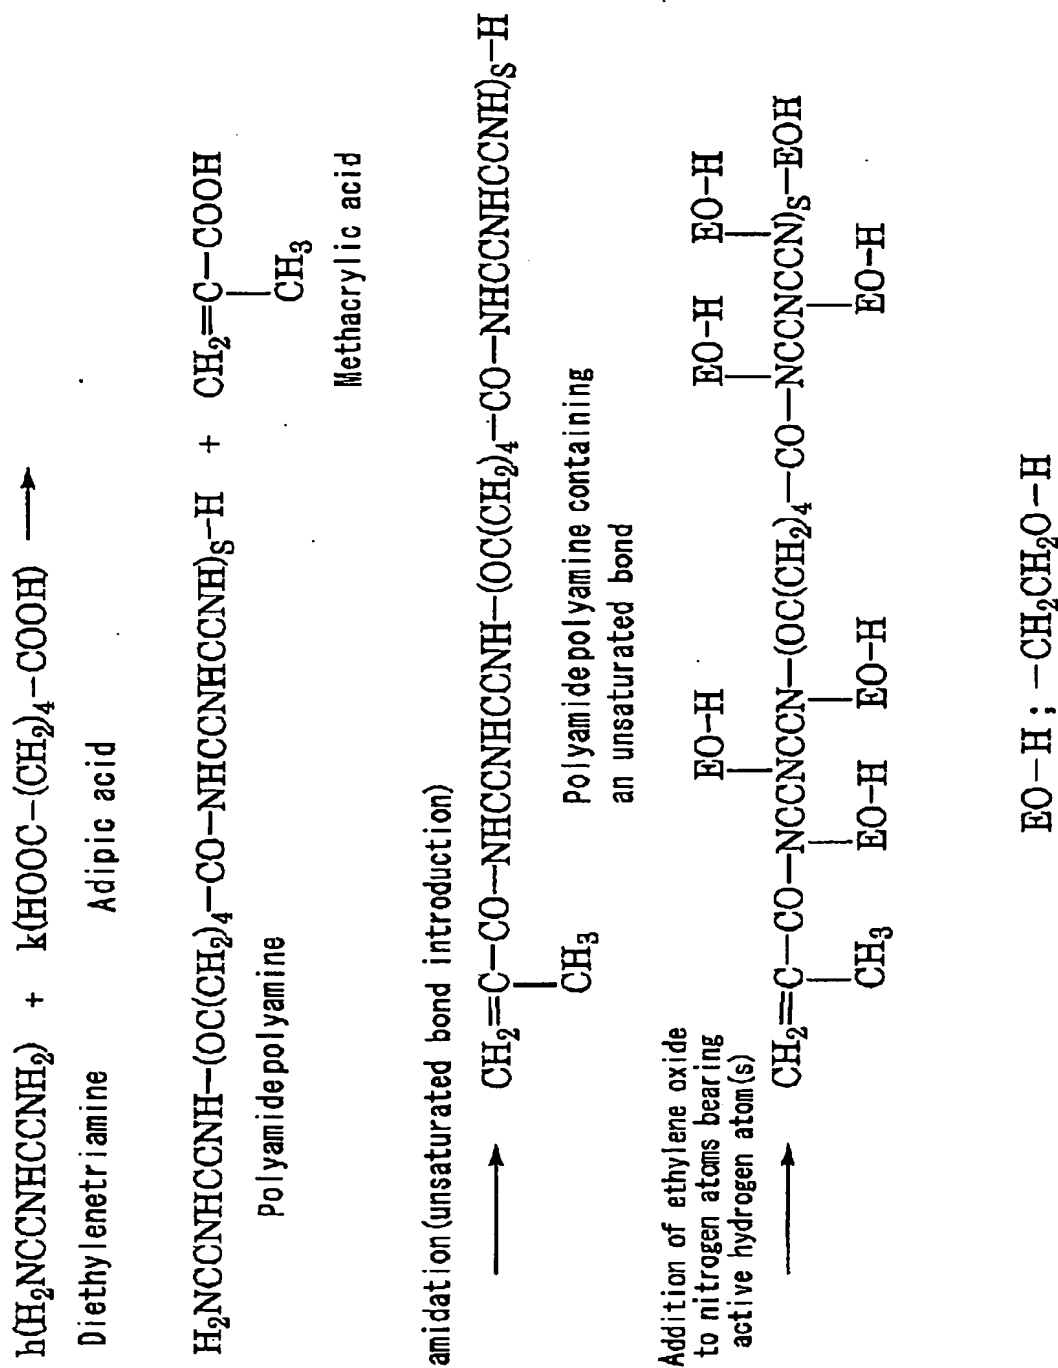 h(H₂NCCNHCCNH₂) + k(HOOC-(CH₂)₄-COOH) ⟶
Diethylenetriamine Adipic acid
H₂NCCNHCCNH-(OC(CH₂)₄-CO-NHCCNHCCNH)S-H + CH₂=C-COOH
CH₃
Polyamidepolyamine Methacrylic acid
amidation(unsaturated bond introduction)
⟶ CH₂=C-CO-NHCCNHCCNH-(OC(CH₂)₄-CO-NHCCNHCCNH)S-H
CH₃
Polyamidepolyamine containing
an unsaturated bond
Addition of ethylene oxide
to nitrogen atoms bearing
active hydrogen atom(s)
EO-H EO-H EO-H
⟶ CH₂=C-CO-NCCNCCN-(OC(CH₂)₄-CO-NCCNCCN)S-EOH
CH₃ EO-H EO-H EO-H
EO-H ; -CH₂CH₂O-H